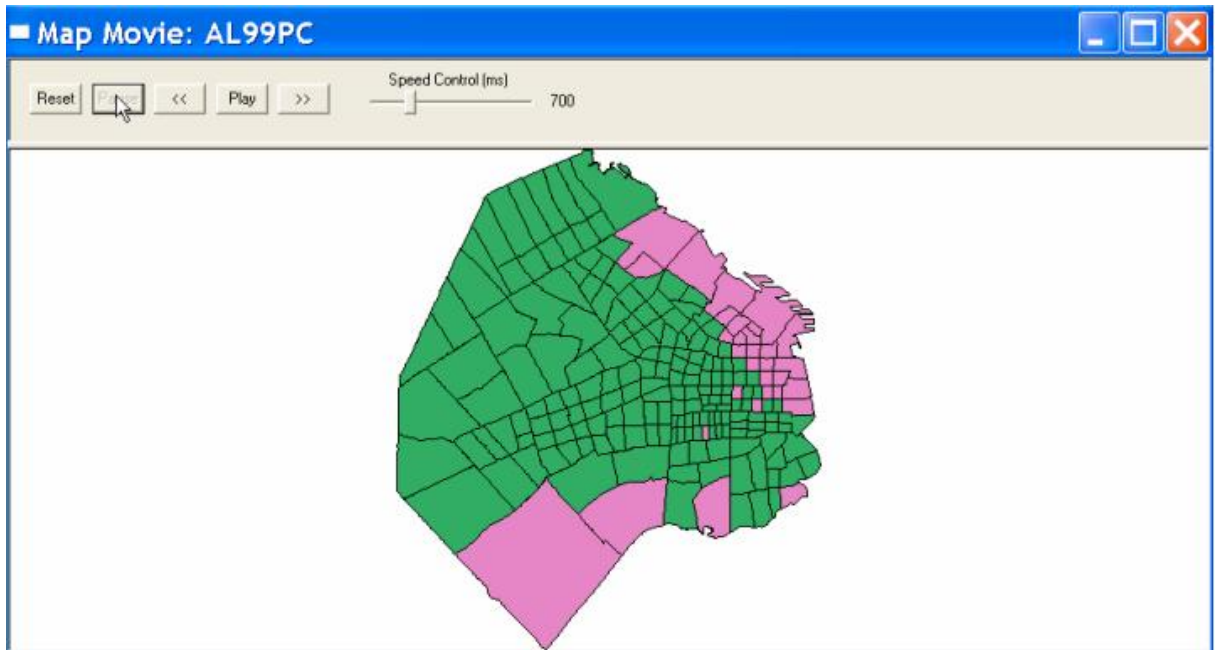 Map Movie: AL99PC
Speed Control (ms)
Reset << Play >> 700